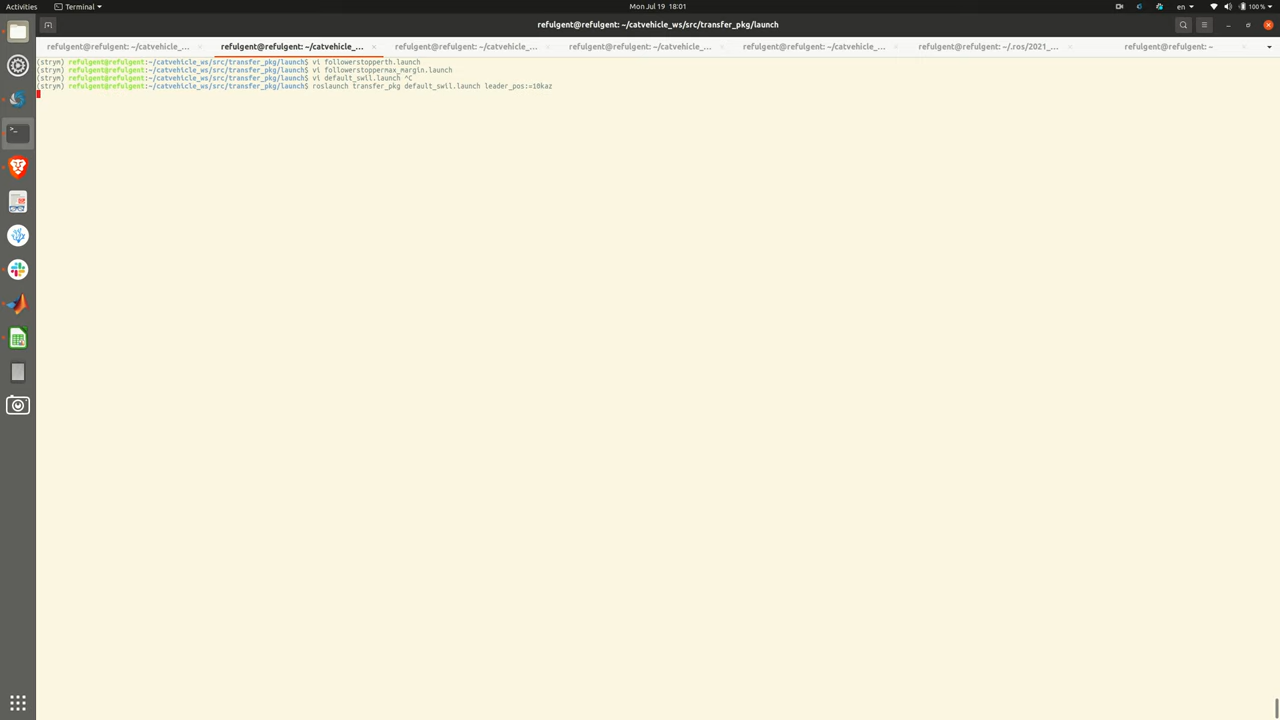 Activities Terminal Mon Jul 19 18:01 en 100 %
refulgent@refulgent: ~/catvehicle_ws/src/transfer_pkg/launch
refulgent@refulgent: ~/catvehicle_... refulgent@refulgent: ~/catvehicle_... refulgent@refulgent: ~/catvehicle_... refulgent@refulgent: ~/catvehicle_... refulgent@refulgent: ~/catvehicle_... refulgent@refulgent: ~/.ros/2021_... refulgent@refulgent: ~
(strym) refulgent@refulgent:~/catvehicle_ws/src/transfer_pkg/launch$ vi followerstopperth.launch
(strym) refulgent@refulgent:~/catvehicle_ws/src/transfer_pkg/launch$ vi followerstoppermax_margin.launch
(strym) refulgent@refulgent:~/catvehicle_ws/src/transfer_pkg/launch$ vi default_swil.launch ^C
(strym) refulgent@refulgent:~/catvehicle_ws/src/transfer_pkg/launch$ roslaunch transfer_pkg default_swil.launch leader_pos:=10kaz